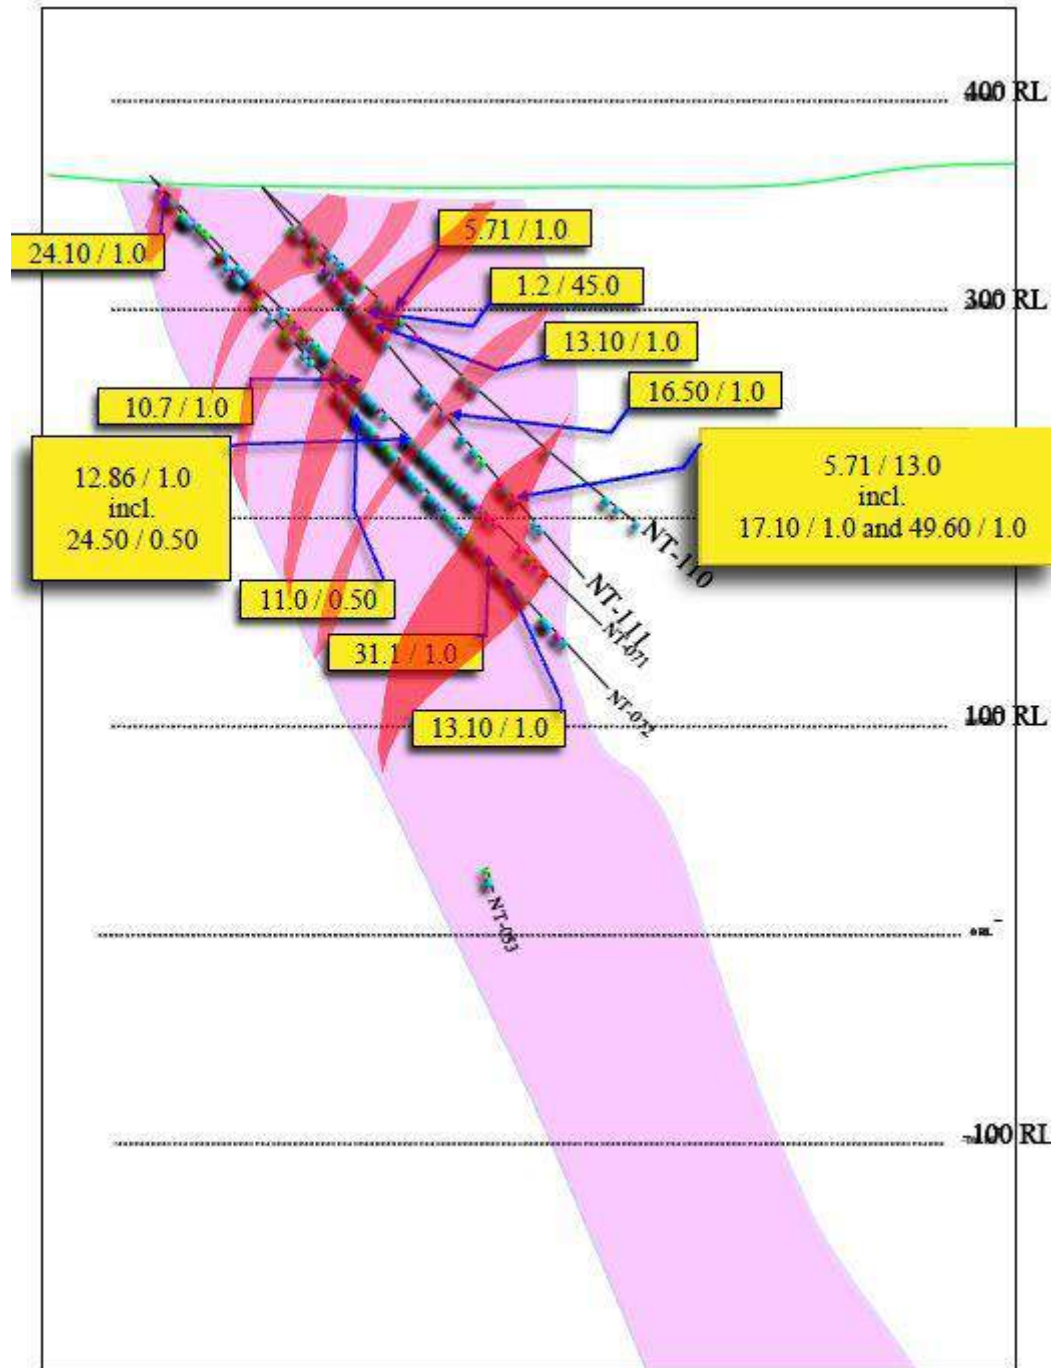 400 RL
5.71 / 1.0
24.10 / 1.0
1.2 / 45.0
300 RL
13.10 / 1.0
16.50 / 1.0
10.7 / 1.0
12.86 / 1.0
incl.
24.50 / 0.50
5.71 / 13.0
incl.
17.10 / 1.0 and 49.60 / 1.0
NT-110
NT-111
11.0 / 0.50
NT-071
31.1 / 1.0
NT-072
13.10 / 1.0
100 RL
NT-053
0 RL
-100 RL